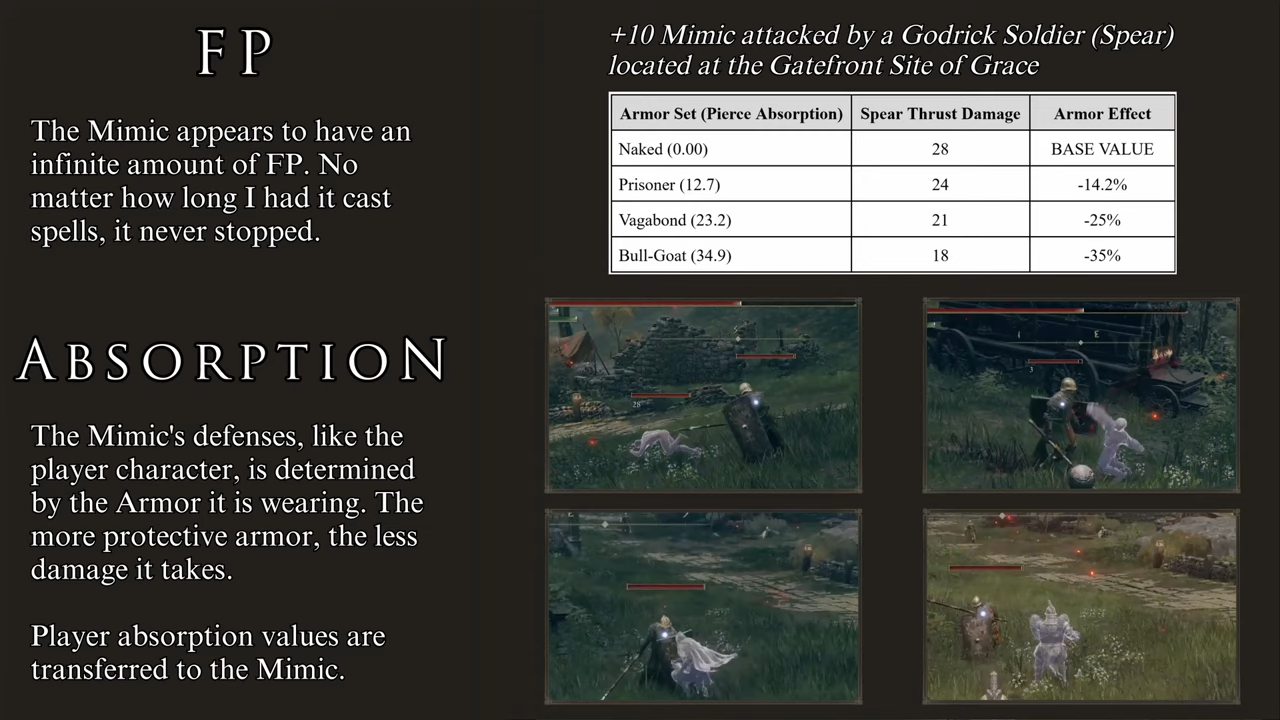 FP
The Mimic appears to have an
infinite amount of FP. No
matter how long I had it cast
spells, it never stopped.
ABSORPTION
The Mimic's defenses, like the
player character, is determined
by the Armor it is wearing. The
more protective armor, the less
damage it takes.
Player absorption values are
transferred to the Mimic.
+10 Mimic attacked by a Godrick Soldier (Spear)
located at the Gatefront Site of Grace
Armor Set (Pierce Absorption) Spear Thrust Damage Armor Effect
Naked (0.00) 28 BASE VALUE
Prisoner (12.7) 24 -14.2%
Vagabond (23.2) 21 -25%
Bull-Goat (34.9) 18 -35%
28
E
3